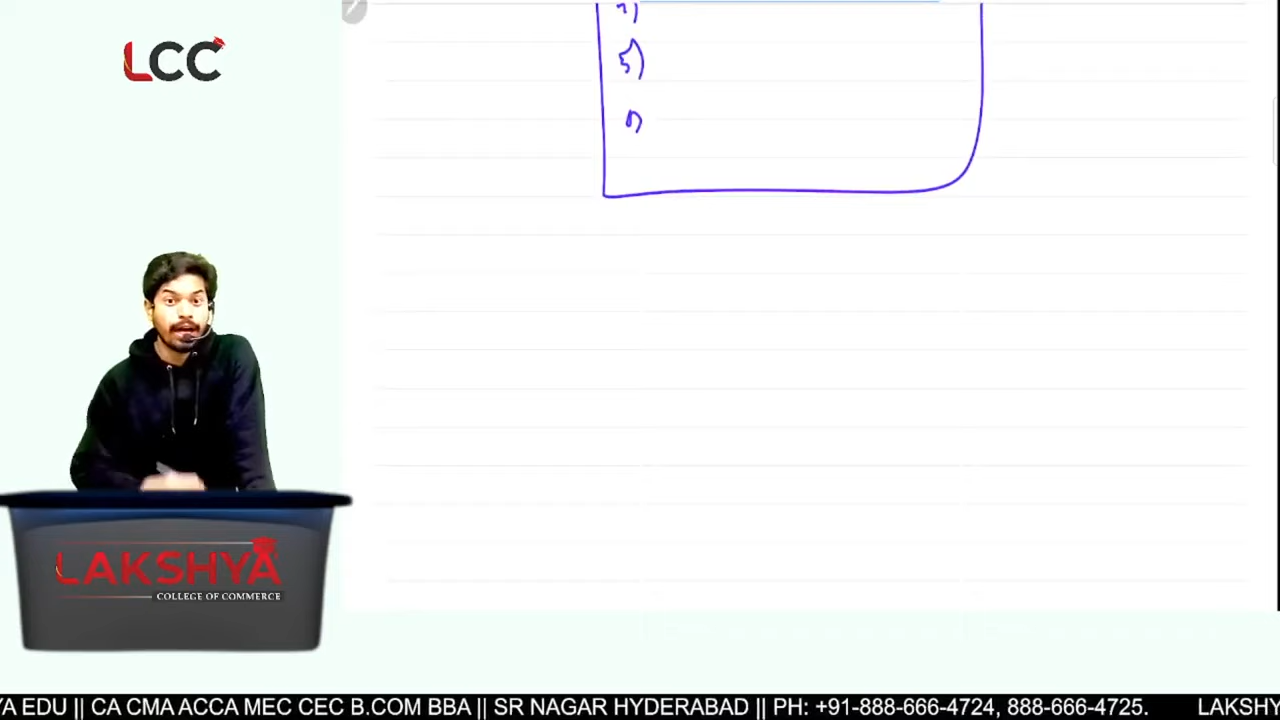 LCC
5)
LAKSHYA
COLLEGE OF COMMERCE
YA EDU || CA CMA ACCA MEC CEC B.COM BBA || SR NAGAR HYDERABAD || PH: +91-888-666-4724, 888-666-4725. LAKSHY